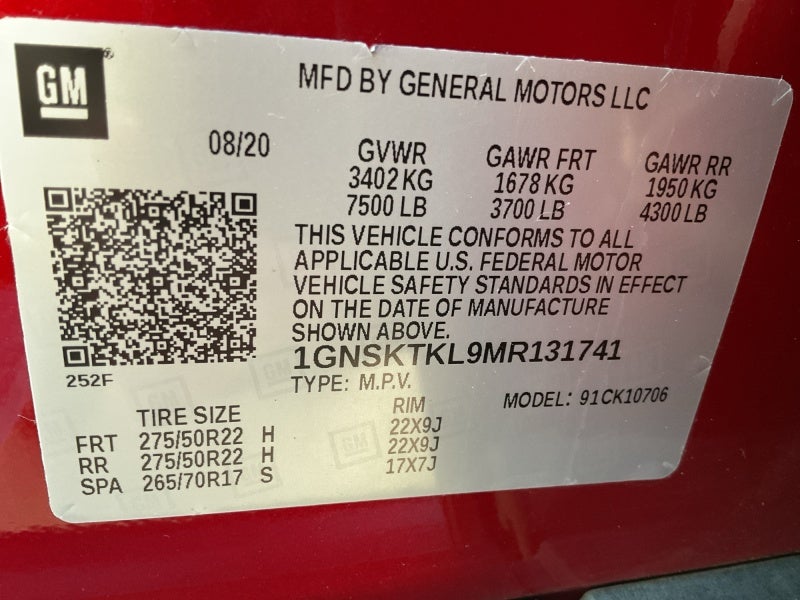 GM
MFD BY GENERAL MOTORS LLC
08/20
GVWR GAWR FRT GAWR RR
3402 KG 1678 KG 1950 KG
7500 LB 3700 LB 4300 LB
THIS VEHICLE CONFORMS TO ALL
APPLICABLE U.S. FEDERAL MOTOR
VEHICLE SAFETY STANDARDS IN EFFECT
ON THE DATE OF MANUFACTURE
SHOWN ABOVE.
1GNSKTKL9MR131741
252F
TYPE: M.P.V. MODEL: 91CK10706
TIRE SIZE RIM
FRT 275/50R22 H 22X9J
RR 275/50R22 H 22X9J
SPA 265/70R17 S 17X7J
GM